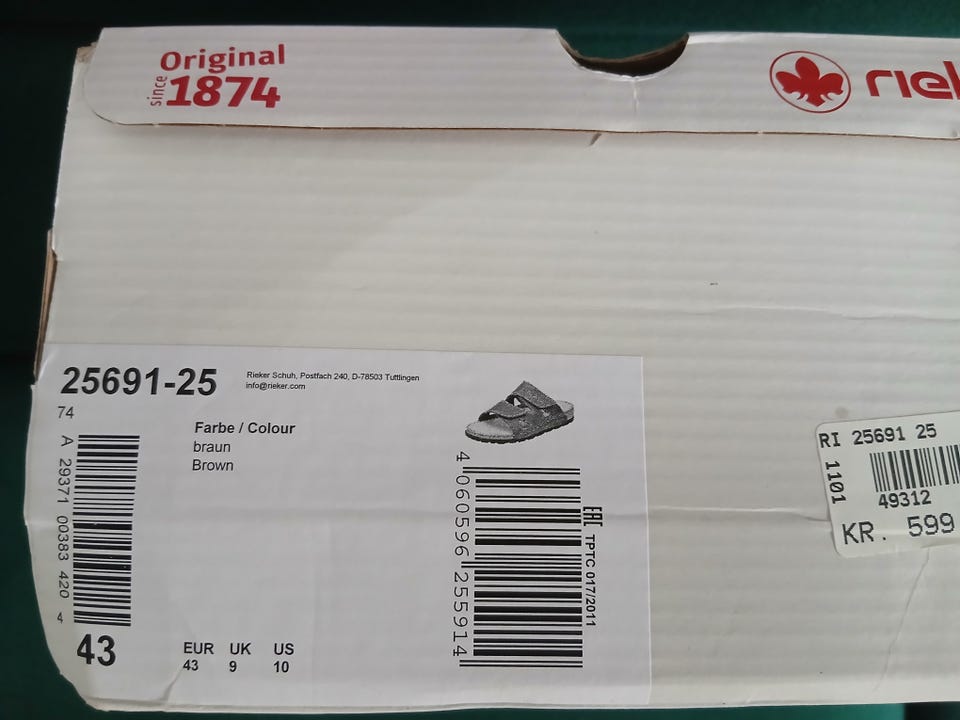 Original
since 1874
25691-25
Rieker Schuh, Postfach 240, D-78503 Tuttlingen
info@rieker.com
74
Farbe / Colour
braun
Brown
A 29371 00383 420 4
4 060596 255914
EAC TPTC 017/2011
43
EUR UK US
43 9 10
RI 25691 25
1101
49312
KR. 599